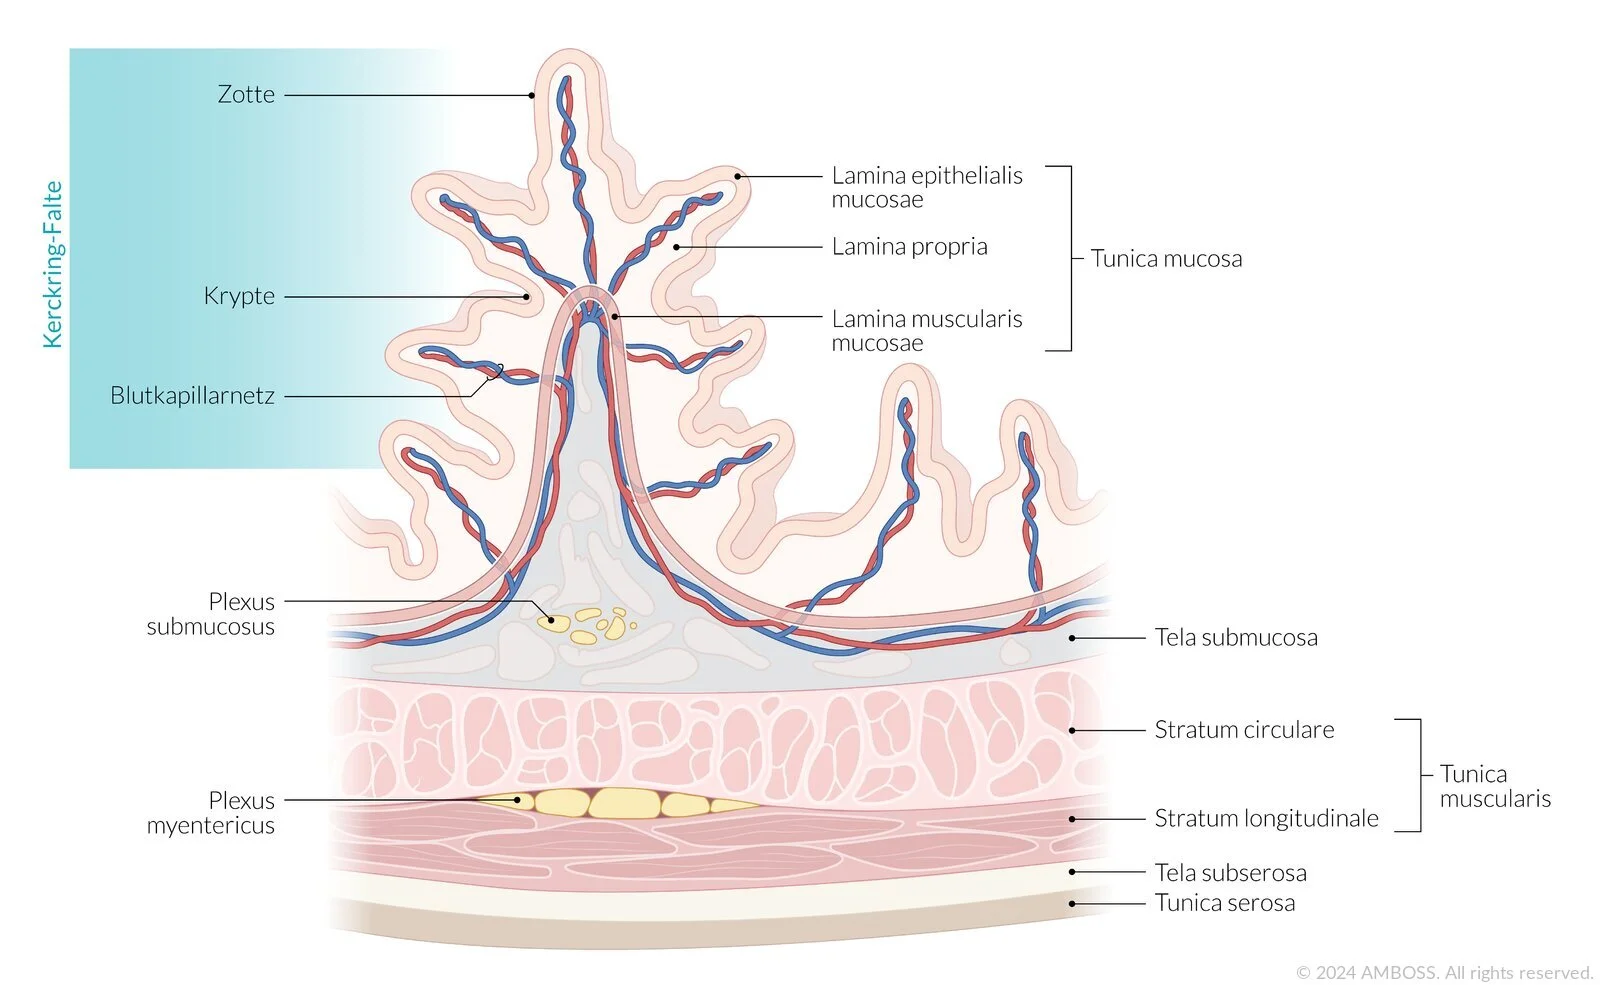 Zotte
Kerckring-Falte
Krypte
Blutkapillarnetz
Lamina epithelialis
mucosae
Lamina propria
Lamina muscularis
mucosae
Tunica mucosa
Plexus
submucosus
Tela submucosa
Stratum circulare
Plexus
myentericus
Stratum longitudinale
Tunica
muscularis
Tela subserosa
Tunica serosa
© 2024 AMBOSS. All rights reserved.